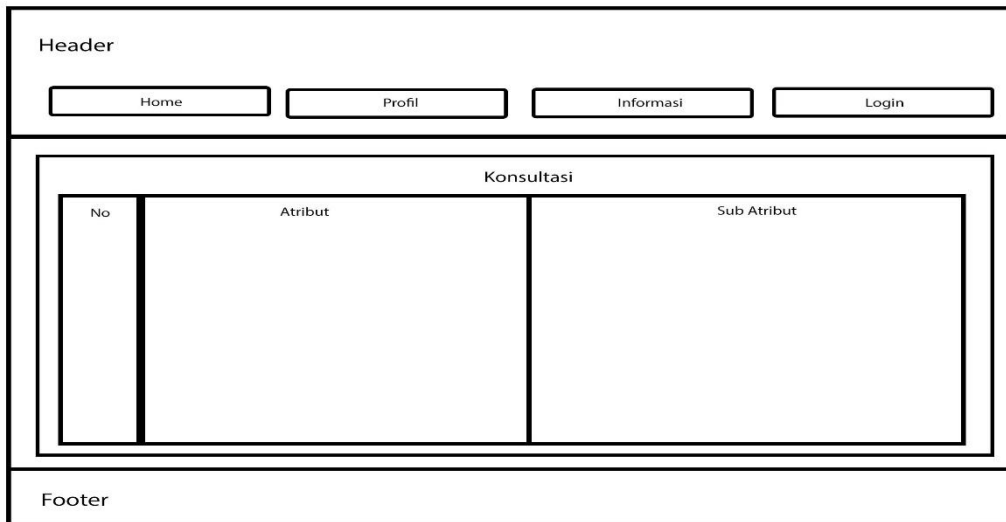 Header
Home Profil Informasi Login
Konsultasi
No Atribut Sub Atribut
Footer